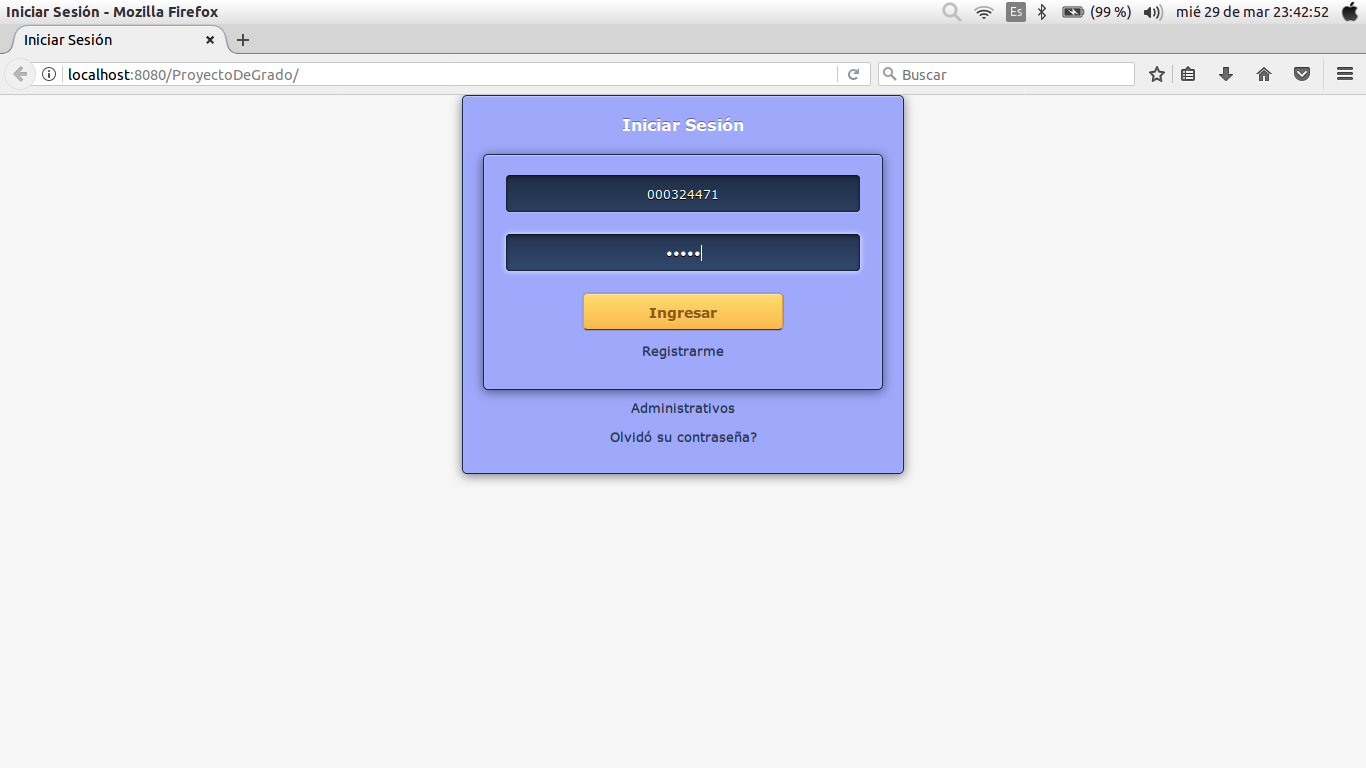 Iniciar Sesión - Mozilla Firefox
Es
(99 %)
mié 29 de mar 23:42:52
Iniciar Sesión
localhost:8080/ProyectoDeGrado/
Buscar
Iniciar Sesión
000324471
•••••
Ingresar
Registrarme
Administrativos
Olvidó su contraseña?